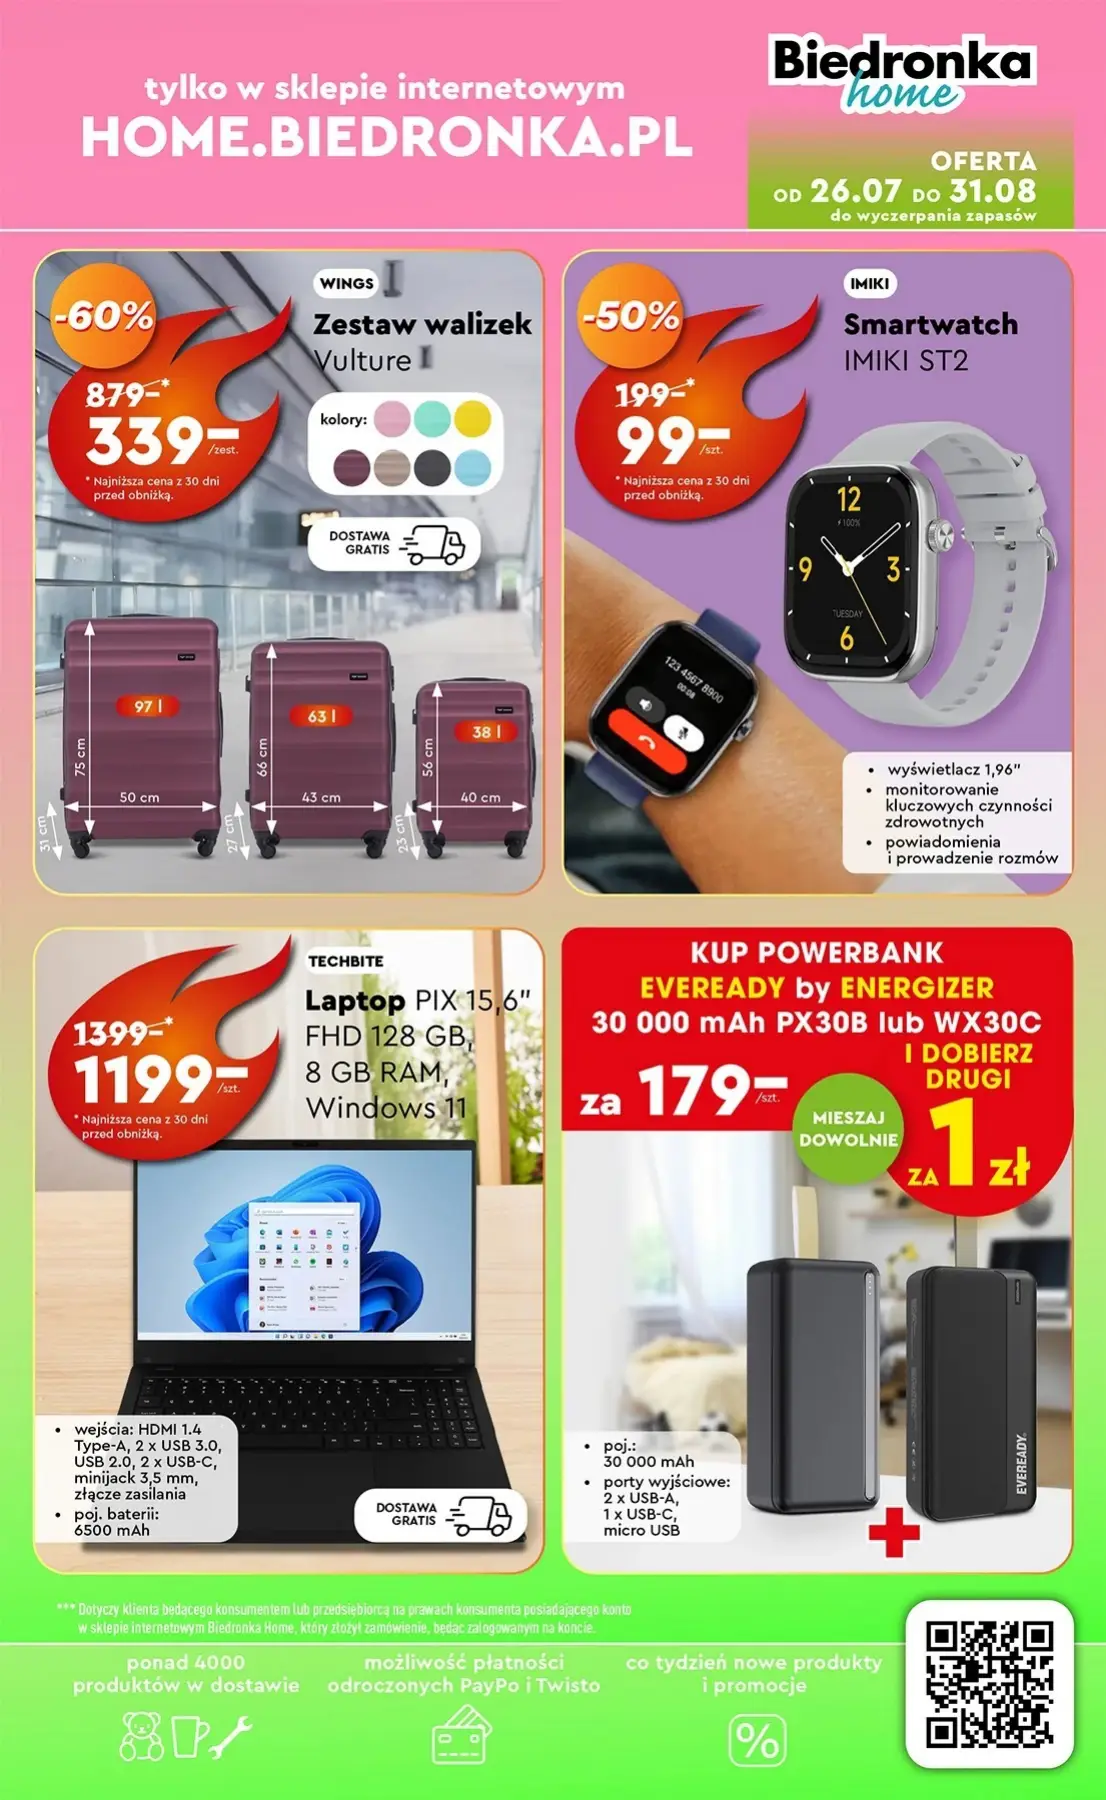 tylko w sklepie internetowym
HOME.BIEDRONKA.PL
Biedronka
home
OFERTA
OD 26.07 DO 31.08
do wyczerpania zapasów
-60%
879-*
339-
/zest.
* Najniższa cena z 30 dni
przed obniżką.
WINGS
Zestaw walizek
Vulture
kolory:
DOSTAWA
GRATIS
97 l
75 cm
50 cm
31 cm
63 l
66 cm
43 cm
27 cm
38 l
56 cm
40 cm
23 cm
-50%
199-*
99-
/szt.
* Najniższa cena z 30 dni
przed obniżką.
IMIKI
Smartwatch
IMIKI ST2
12
100%
9
3
TUESDAY
6
123 4567 8900
00:08
• wyświetlacz 1,96"
• monitorowanie
kluczowych czynności
zdrowotnych
• powiadomienia
i prowadzenie rozmów
1399-*
1199-
/szt.
* Najniższa cena z 30 dni
przed obniżką.
TECHBITE
Laptop PIX 15,6"
FHD 128 GB,
8 GB RAM,
Windows 11
• wejścia: HDMI 1.4
Type-A, 2 x USB 3.0,
USB 2.0, 2 x USB-C,
minijack 3,5 mm,
złącze zasilania
• poj. baterii:
6500 mAh
DOSTAWA
GRATIS
KUP POWERBANK
EVEREADY by ENERGIZER
30 000 mAh PX30B lub WX30C
za 179-
/szt.
I DOBIERZ
DRUGI
ZA 1 zł
MIESZAJ
DOWOLNIE
• poj.:
30 000 mAh
• porty wyjściowe:
2 x USB-A,
1 x USB-C,
micro USB
EVEREADY
*** Dotyczy klienta będącego konsumentem lub przedsiębiorcą na prawach konsumenta posiadającego konto
w sklepie internetowym Biedronka Home, który złożył zamówienie, będąc zalogowanym na koncie.
ponad 4000
produktów w dostawie
możliwość płatności
odroczonych PayPo i Twisto
co tydzień nowe produkty
i promocje
%